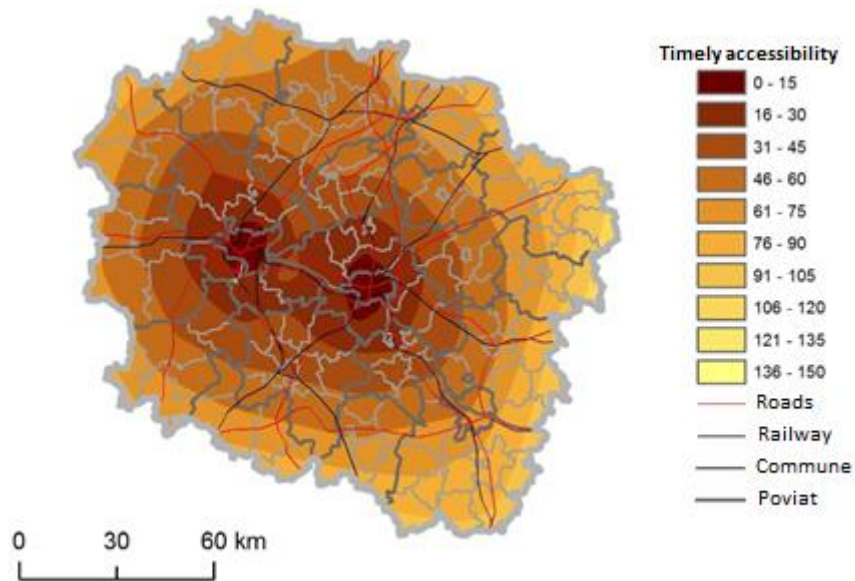 Timely accessibility
0 - 15
16 - 30
31 - 45
46 - 60
61 - 75
76 - 90
91 - 105
106 - 120
121 - 135
136 - 150
Roads
Railway
Commune
Poviat
0 30 60 km